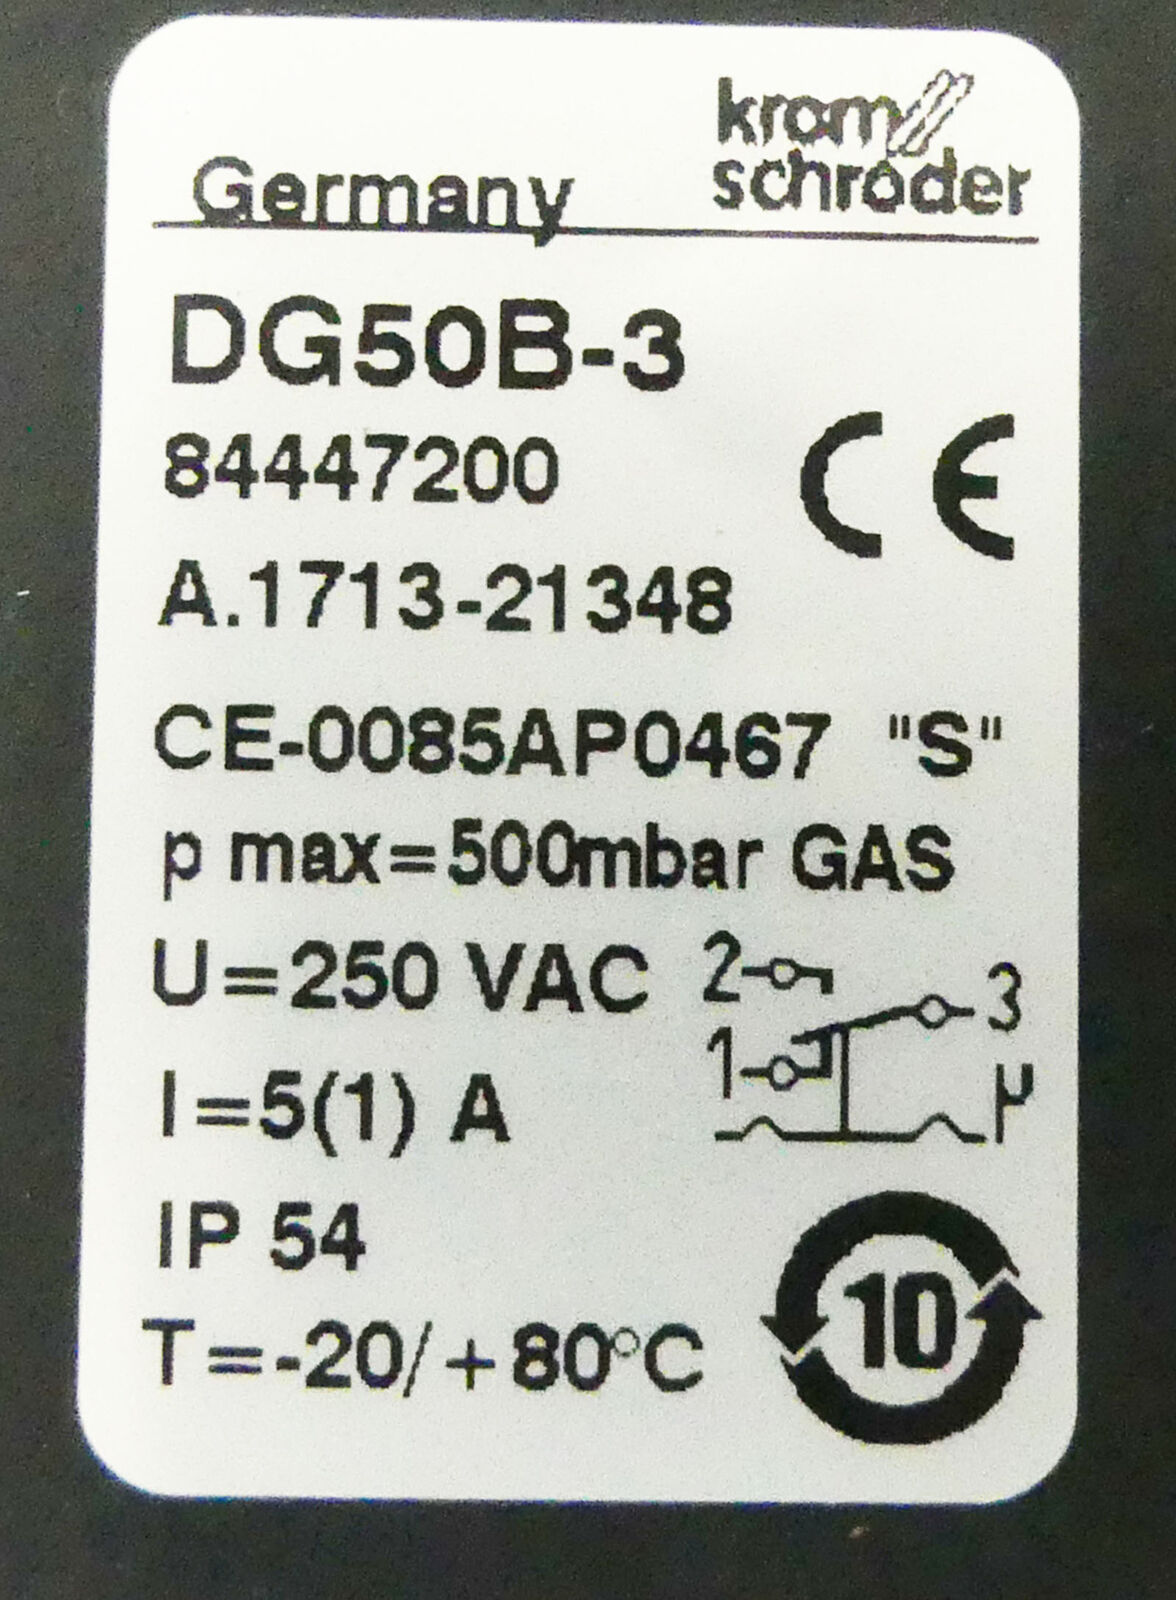 krom
schröder
Germany
DG50B-3
84447200
CE
A.1713-21348
CE-0085AP0467 "S"
p max=500mbar GAS
U=250 VAC
2
3
1
p
I=5(1) A
IP 54
10
T=-20/+80°C